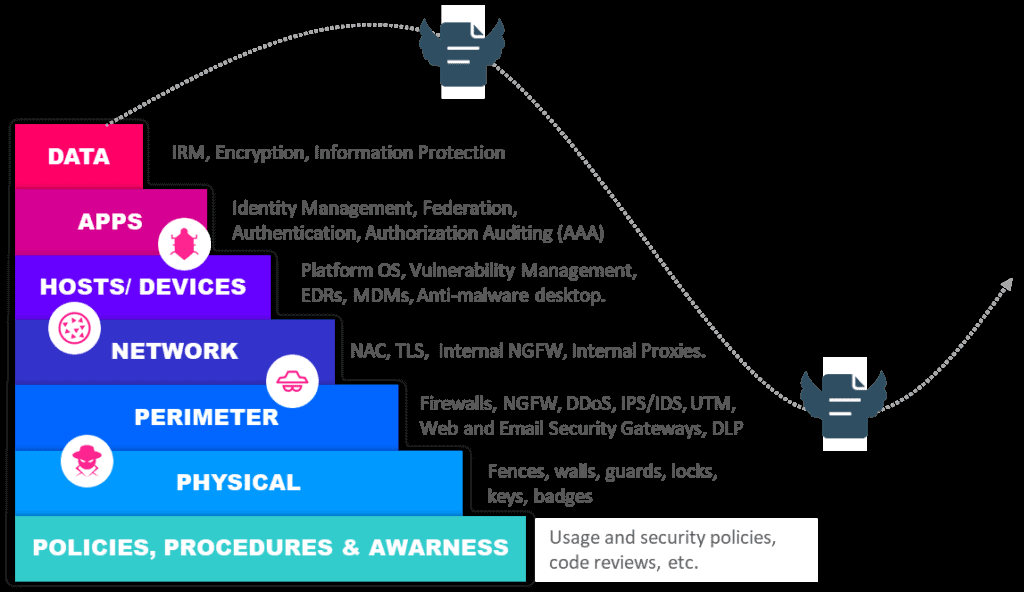 DATA
IRM, Encryption, Information Protection
APPS
Identity Management, Federation,
Authentication, Authorization Auditing (AAA)
HOSTS/ DEVICES
Platform OS, Vulnerability Management,
EDRs, MDMs, Anti-malware desktop.
NETWORK
NAC, TLS, Internal NGFW, Internal Proxies.
PERIMETER
Firewalls, NGFW, DDoS, IPS/IDS, UTM,
Web and Email Security Gateways, DLP
PHYSICAL
Fences, walls, guards, locks,
keys, badges
POLICIES, PROCEDURES & AWARNESS
Usage and security policies,
code reviews, etc.